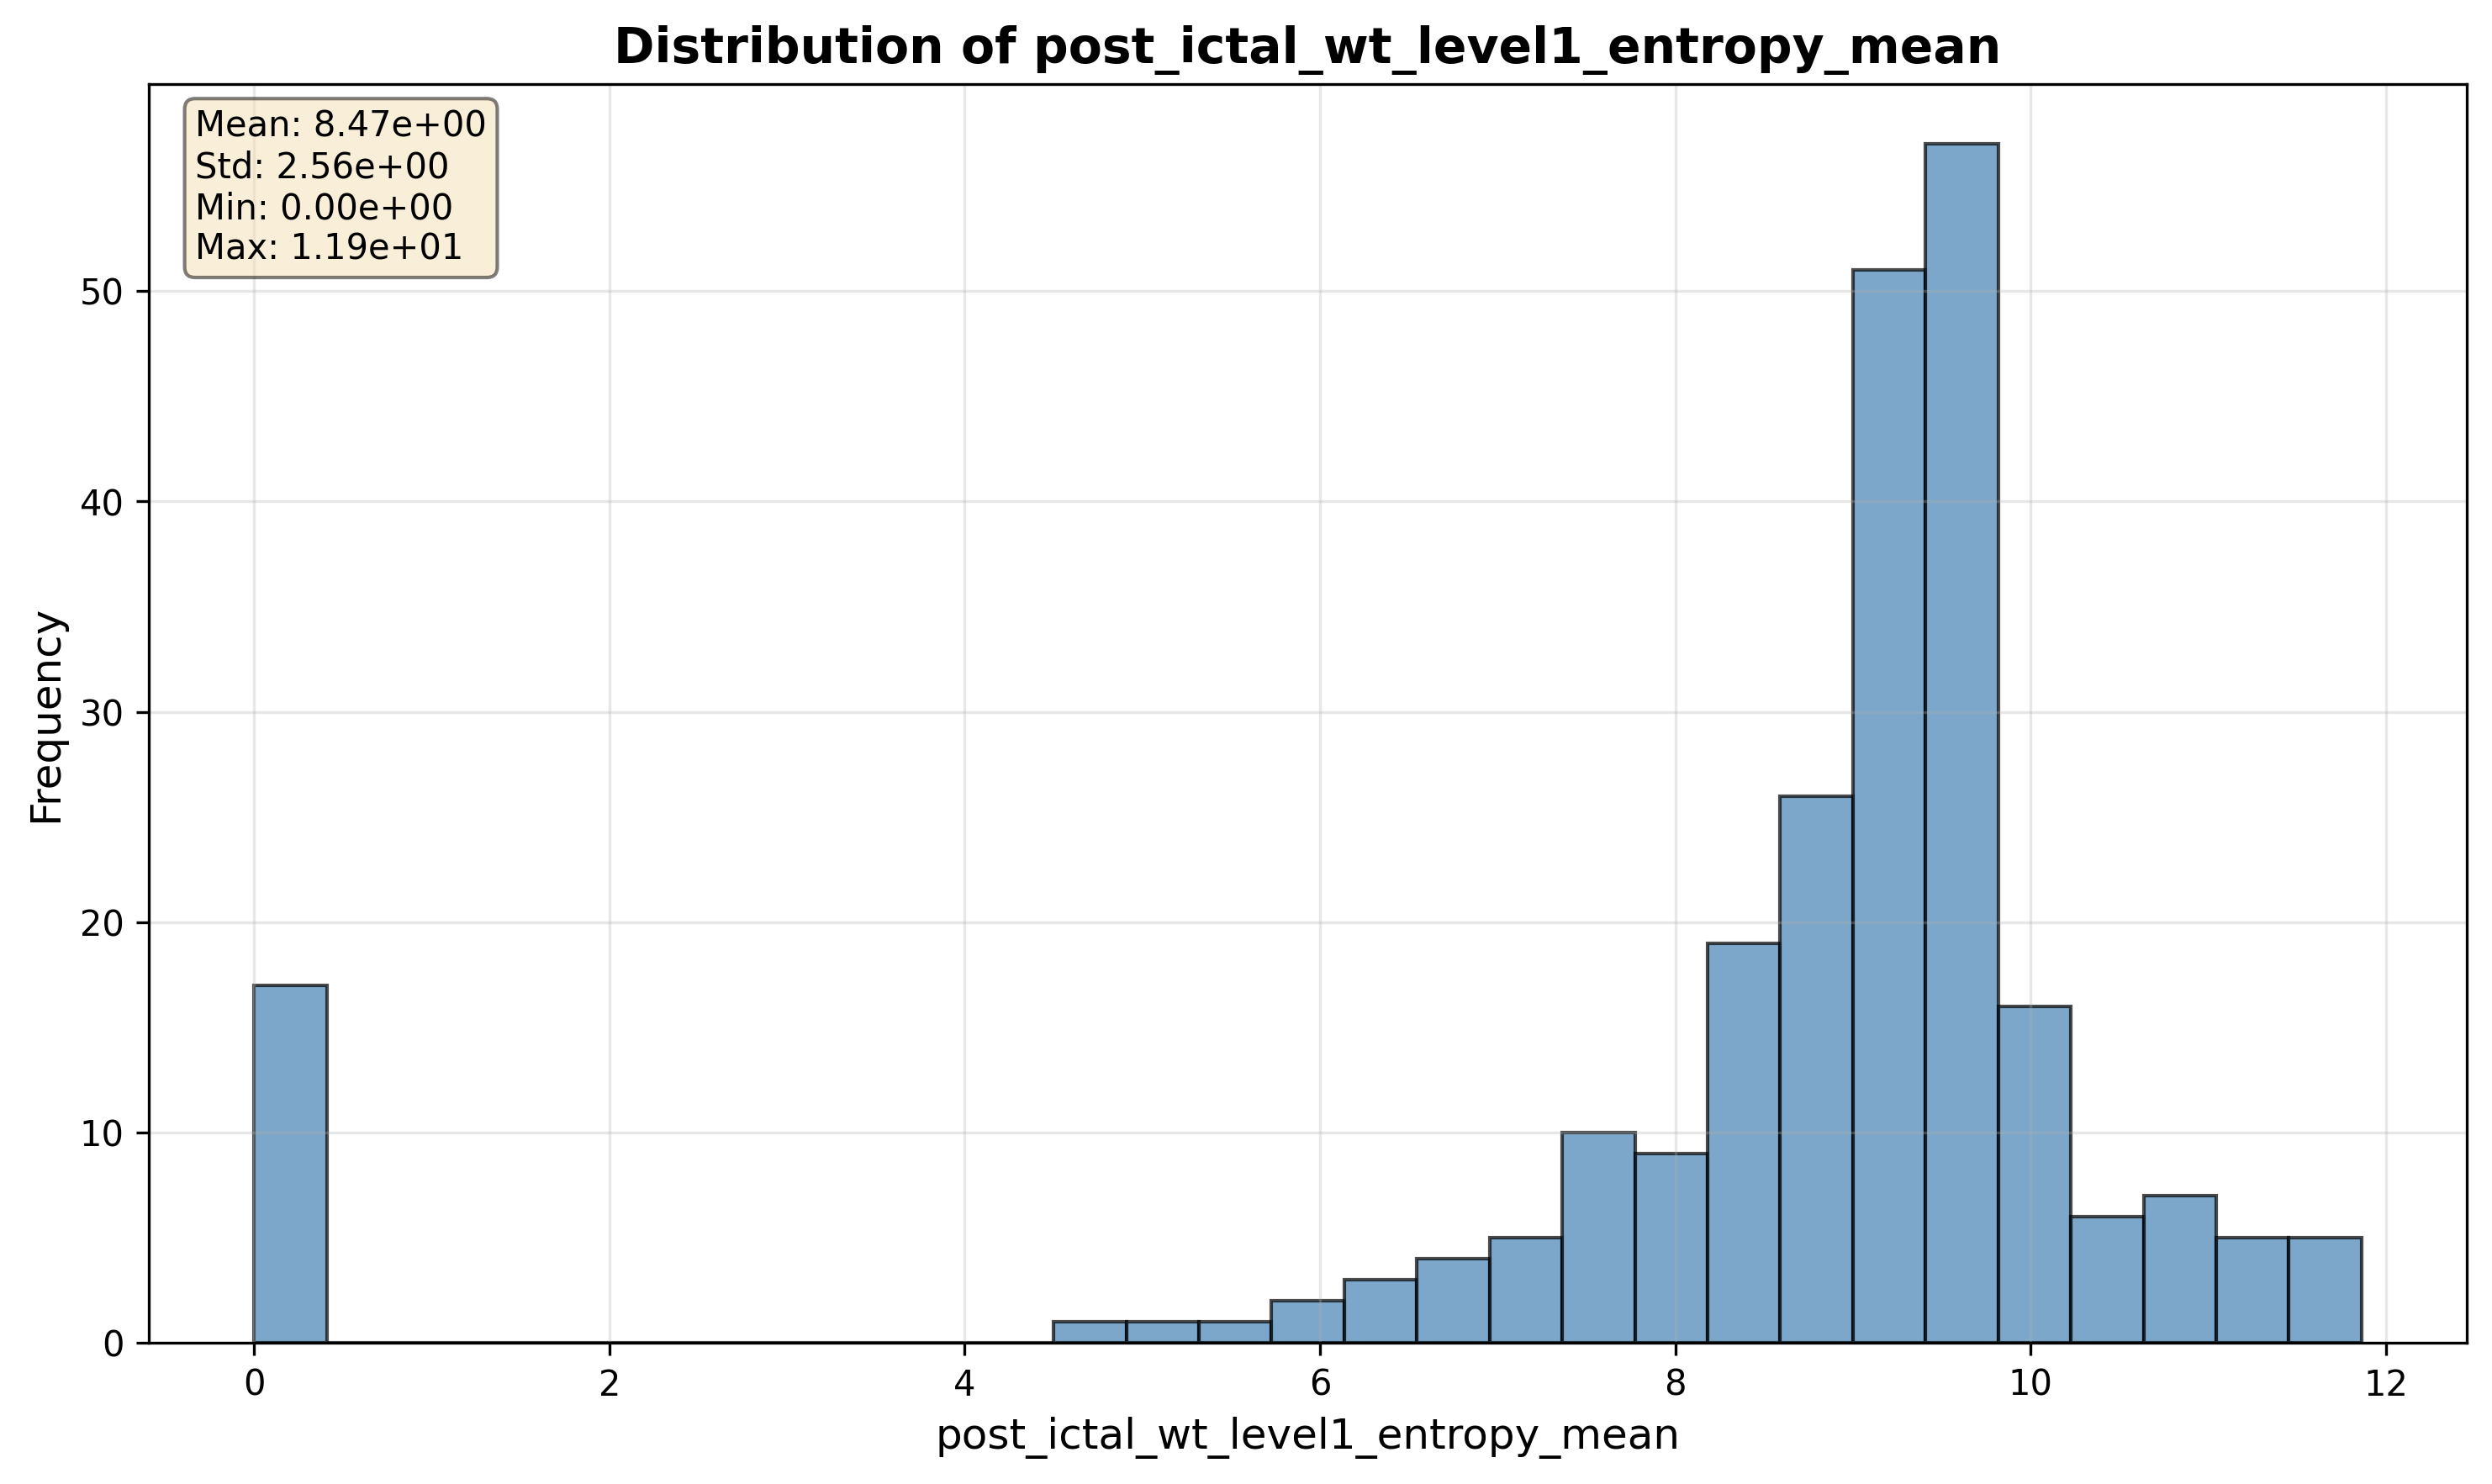 Distribution of post_ictal_wt_level1_entropy_mean
Mean: 8.47e+00
Std: 2.56e+00
Min: 0.00e+00
Max: 1.19e+01
50
40
30
20
10
0
Frequency
0 2 4 6 8 10 12
post_ictal_wt_level1_entropy_mean